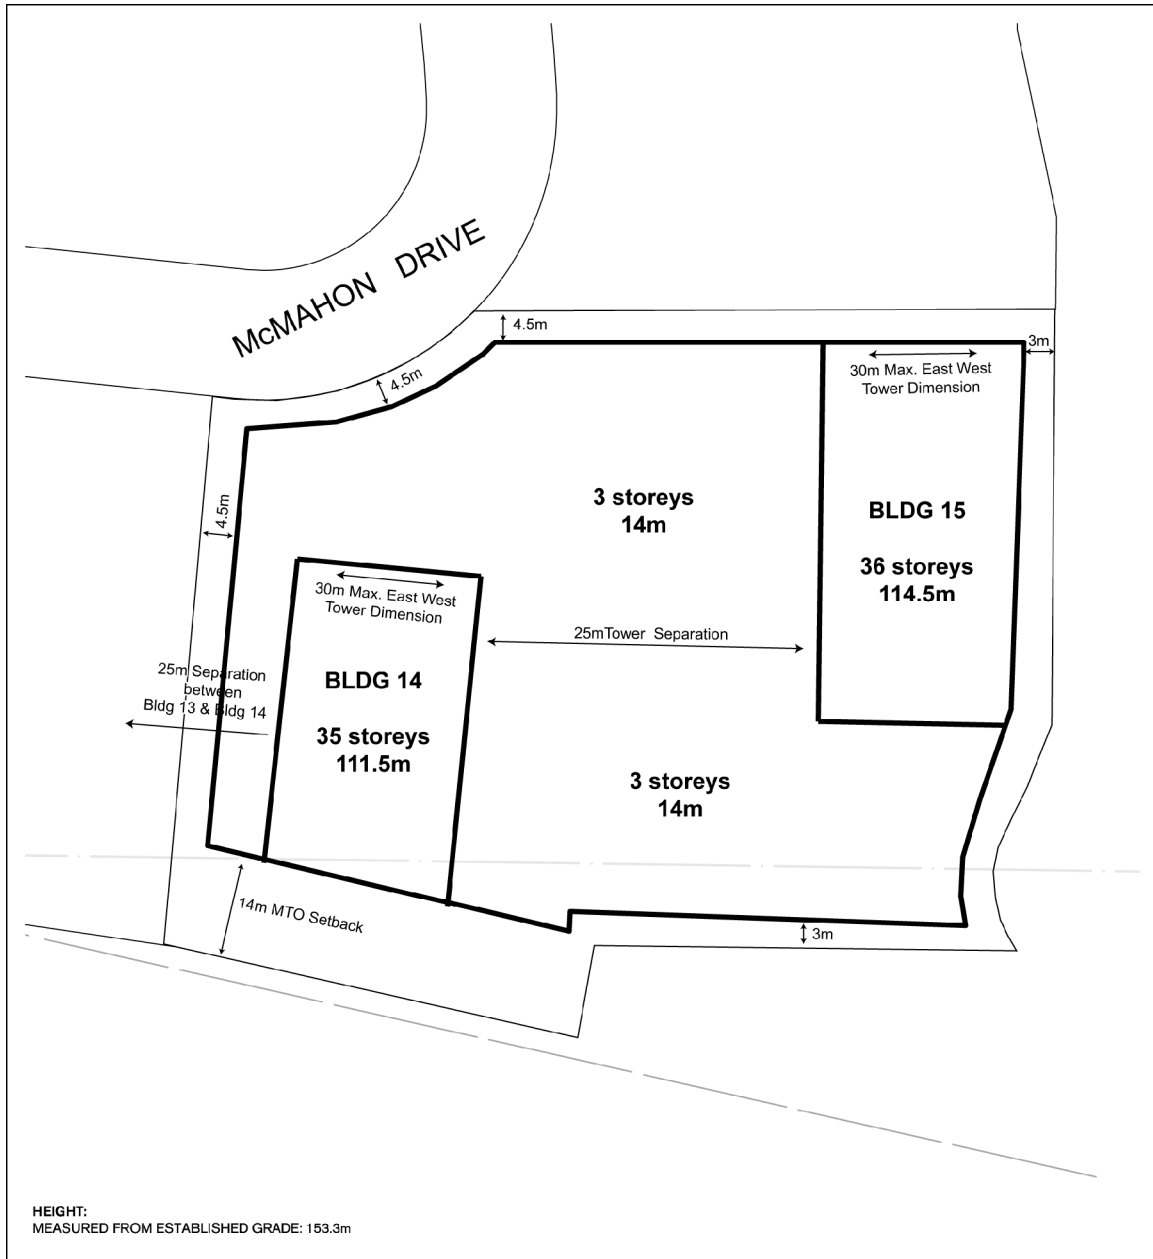 McMAHON DRIVE
4.5m
3m
30m Max. East West
Tower Dimension
4.5m
4.5m
3 storeys
14m
BLDG 15
36 storeys
114.5m
30m Max. East West
Tower Dimension
25mTower Separation
25m Separation
between
Bldg 13 & Bldg 14
BLDG 14
35 storeys
111.5m
3 storeys
14m
14m MTO Setback
3m
HEIGHT:
MEASURED FROM ESTABLISHED GRADE: 153.3m